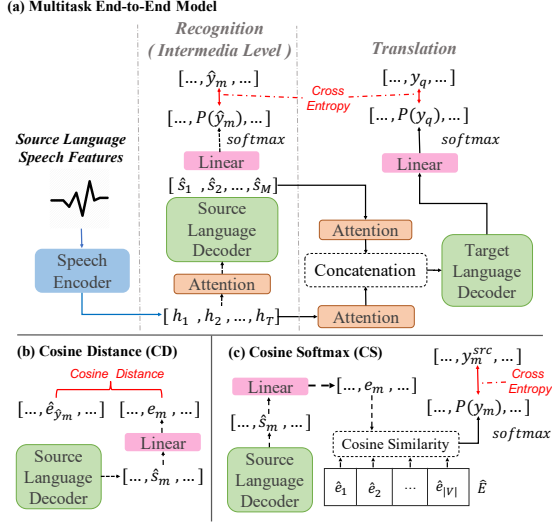 (a) Multitask End-to-End Model
Recognition
( Intermedia Level)
Translation
[… , ŷ_m , …]
[… , y_q , …]
Cross
Entropy
[… , P(ŷ_m) , …]
[… , P(y_q) , …]
softmax
softmax
Source Language
Speech Features
Linear
Linear
[ ŝ_1 , ŝ_2 , … , ŝ_M ]
Source
Language
Decoder
Attention
Speech
Encoder
Concatenation
Target
Language
Decoder
Attention
[ h_1 , h_2 , … , h_T ]
Attention
(b) Cosine Distance (CD)
Cosine Distance
[… , ê_ŷ_m , …]
[… , e_m , …]
Linear
Source
Language
Decoder
[… , ŝ_m , …]
(c) Cosine Softmax (CS)
[… , y_m^src , …]
Linear
[… , e_m , …]
Cross
Entropy
[… , P(y_m) , …]
[… , ŝ_m , …]
softmax
Cosine Similarity
Source
Language
Decoder
ê_1 ê_2 … ê_|V| Ê